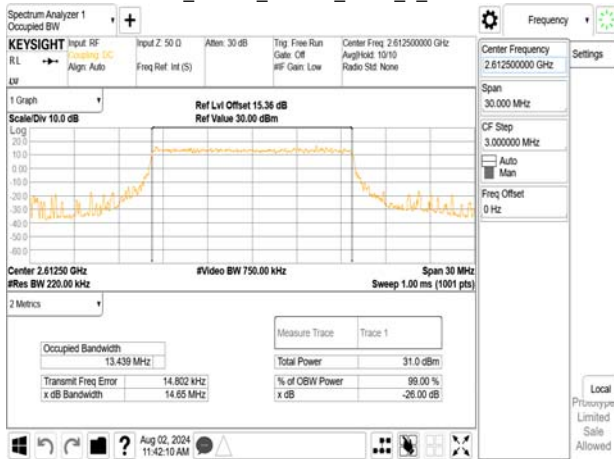 Spectrum Analyzer 1
Occupied BW
Frequency
KEYSIGHT
RL
Input: RF
Coupling: DC
Align: Auto
Input Z: 50 Ω
Freq Ref: Int (S)
Atten: 30 dB
Trig: Free Run
Gate: Off
#IF Gain: Low
Center Freq: 2.612500000 GHz
Avg|Hold: 10/10
Radio Std: None
Center Frequency
2.612500000 GHz
Settings
Span
30.000 MHz
CF Step
3.000000 MHz
Auto
Man
Freq Offset
0 Hz
1 Graph
Scale/Div 10.0 dB
Ref Lvl Offset 15.36 dB
Ref Value 30.00 dBm
Log
20.0
10.0
0.00
-10.0
-20.0
-30.0
-40.0
-50.0
-60.0
Center 2.61250 GHz
#Res BW 220.00 kHz
#Video BW 750.00 kHz
Span 30 MHz
Sweep 1.00 ms (1001 pts)
2 Metrics
Measure Trace
Trace 1
Occupied Bandwidth
13.439 MHz
Total Power
31.0 dBm
Transmit Freq Error
14.802 kHz
% of OBW Power
99.00 %
x dB Bandwidth
14.65 MHz
x dB
-26.00 dB
Local
Prototype
Limited
Sale
Allowed
?
Aug 02, 2024
11:42:10 AM